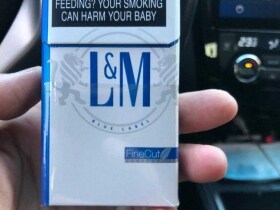 FEEDING? YOUR SMOKING
CAN HARM YOUR BABY
L&M
BLUE LABEL
FineCut